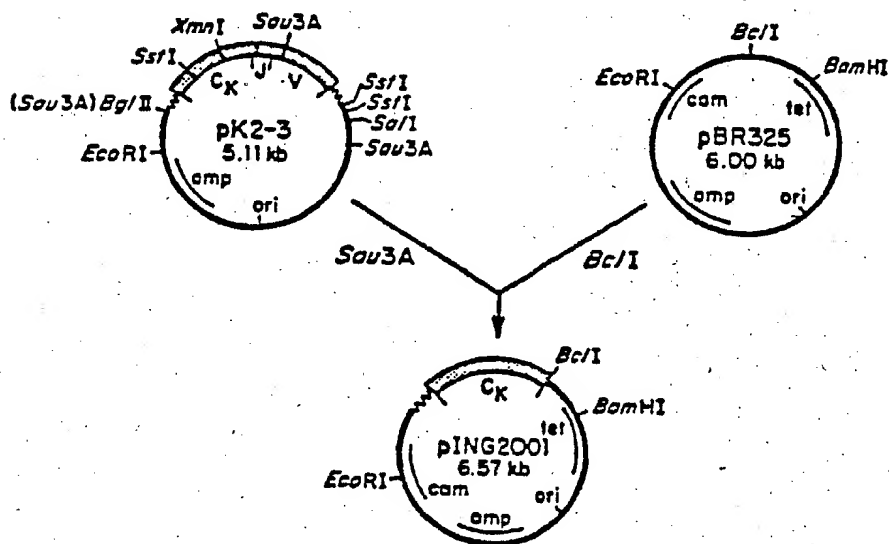 XmnI
Sau3A
SstI
(Sau3A)BglII
EcoRI
CK
J
V
SstI
SstI
SalI
Sau3A
pK2-3
5.11 kb
amp
ori
BclI
EcoRI
BamHI
cam
tet
pBR325
6.00 kb
amp
ori
Sau3A
BclI
BclI
CK
BamHI
tet
pING2001
6.57 kb
EcoRI
cam
ori
amp